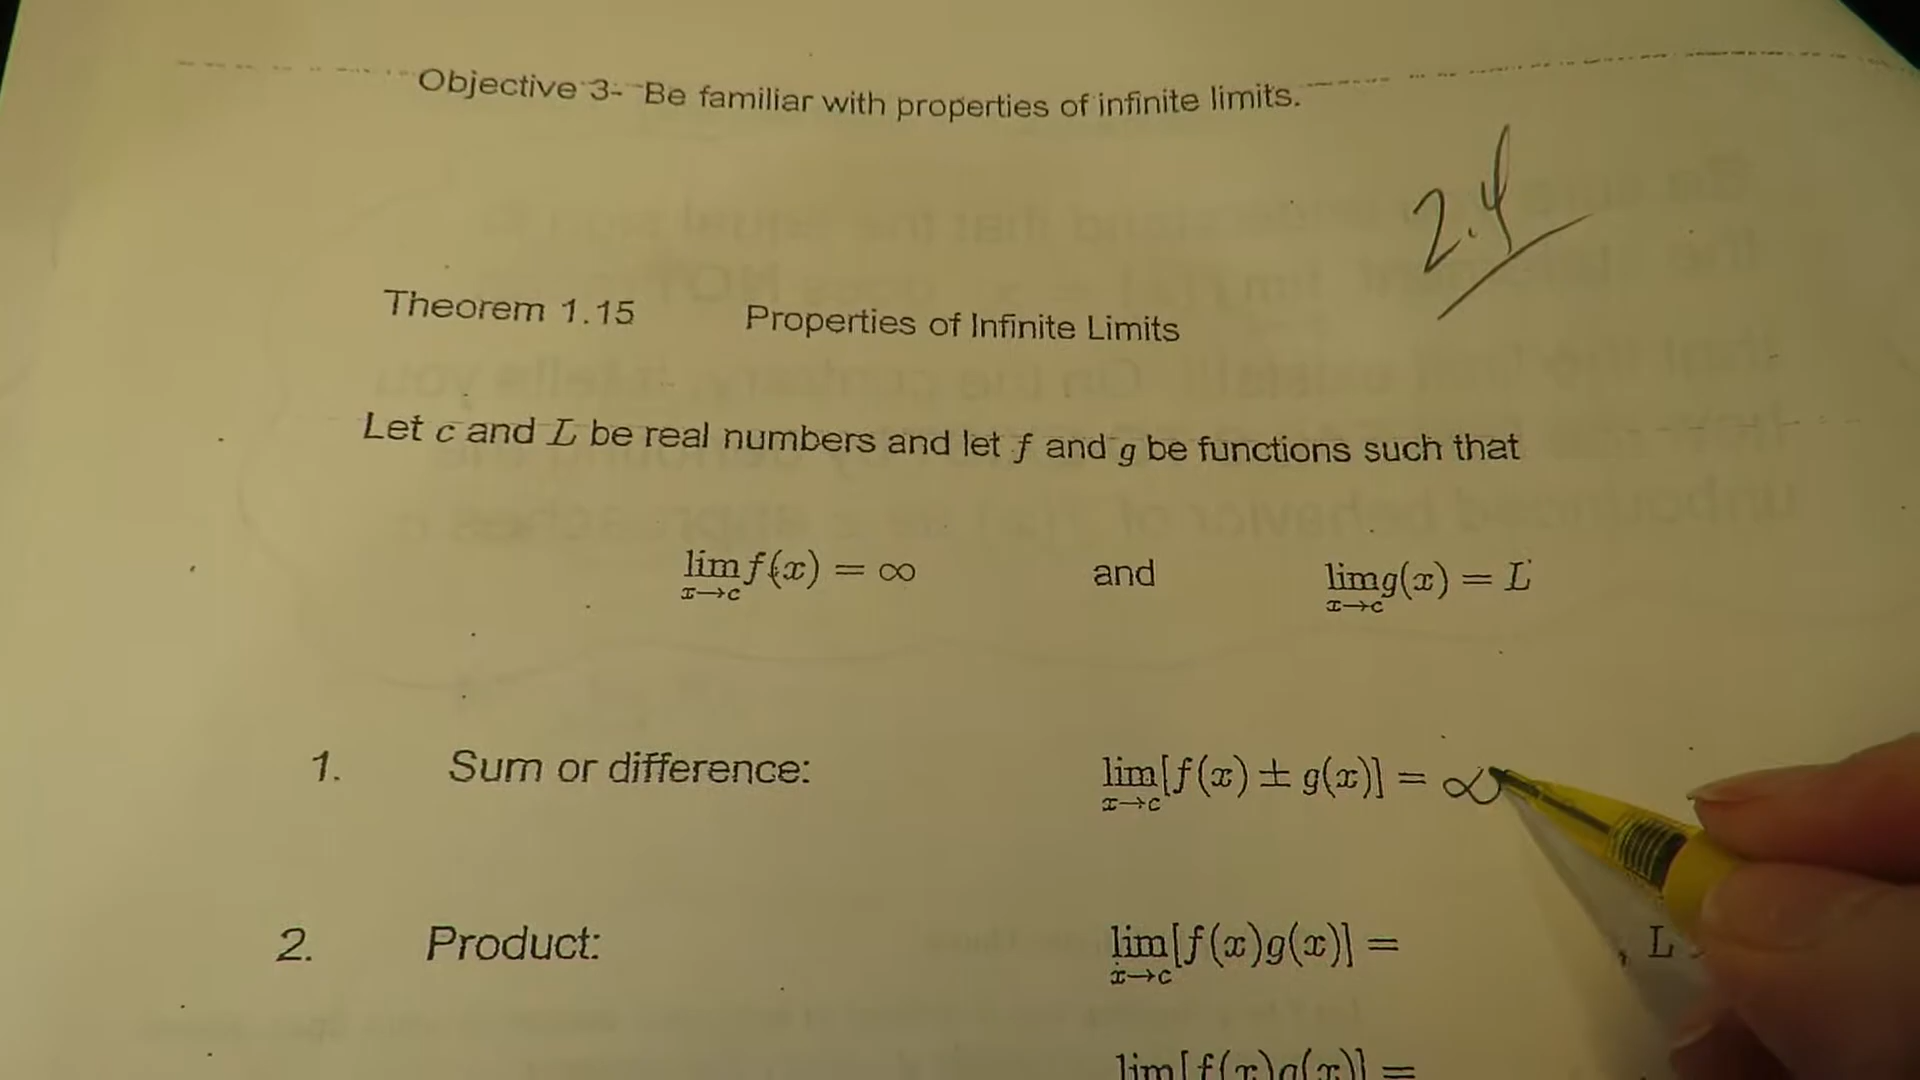 Objective 3- Be familiar with properties of infinite limits.
2.4
Theorem 1.15 Properties of Infinite Limits
Let c and L be real numbers and let f and g be functions such that
lim f(x) = ∞ and lim g(x) = L
x→c x→c
1. Sum or difference: lim[f(x) ± g(x)] = ∞
x→c
2. Product: lim[f(x)g(x)] = , L
x→c
lim[f(x)g(x)] =